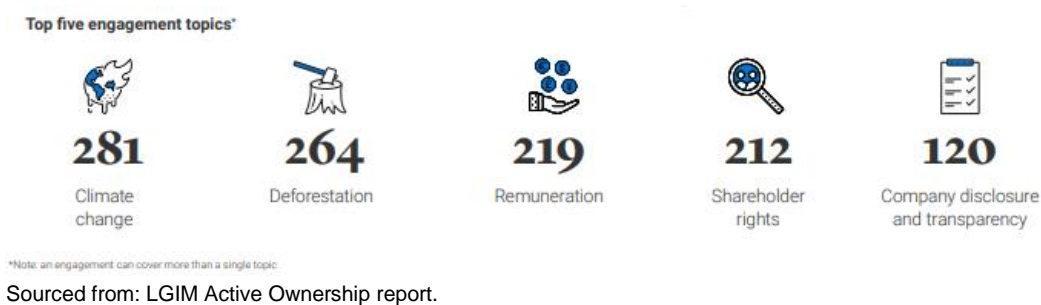 Top five engagement topics*
281
264
219
212
120
Climate
change
Deforestation
Remuneration
Shareholder
rights
Company disclosure
and transparency
*Note: an engagement can cover more than a single topic
Sourced from: LGIM Active Ownership report.